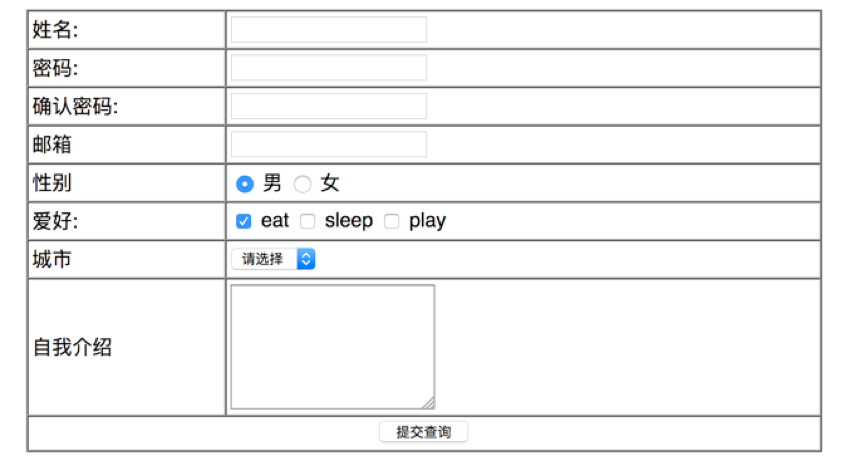 姓名:
密码:
确认密码:
邮箱
性别 男 女
爱好: eat sleep play
城市 请选择
自我介绍
提交查询